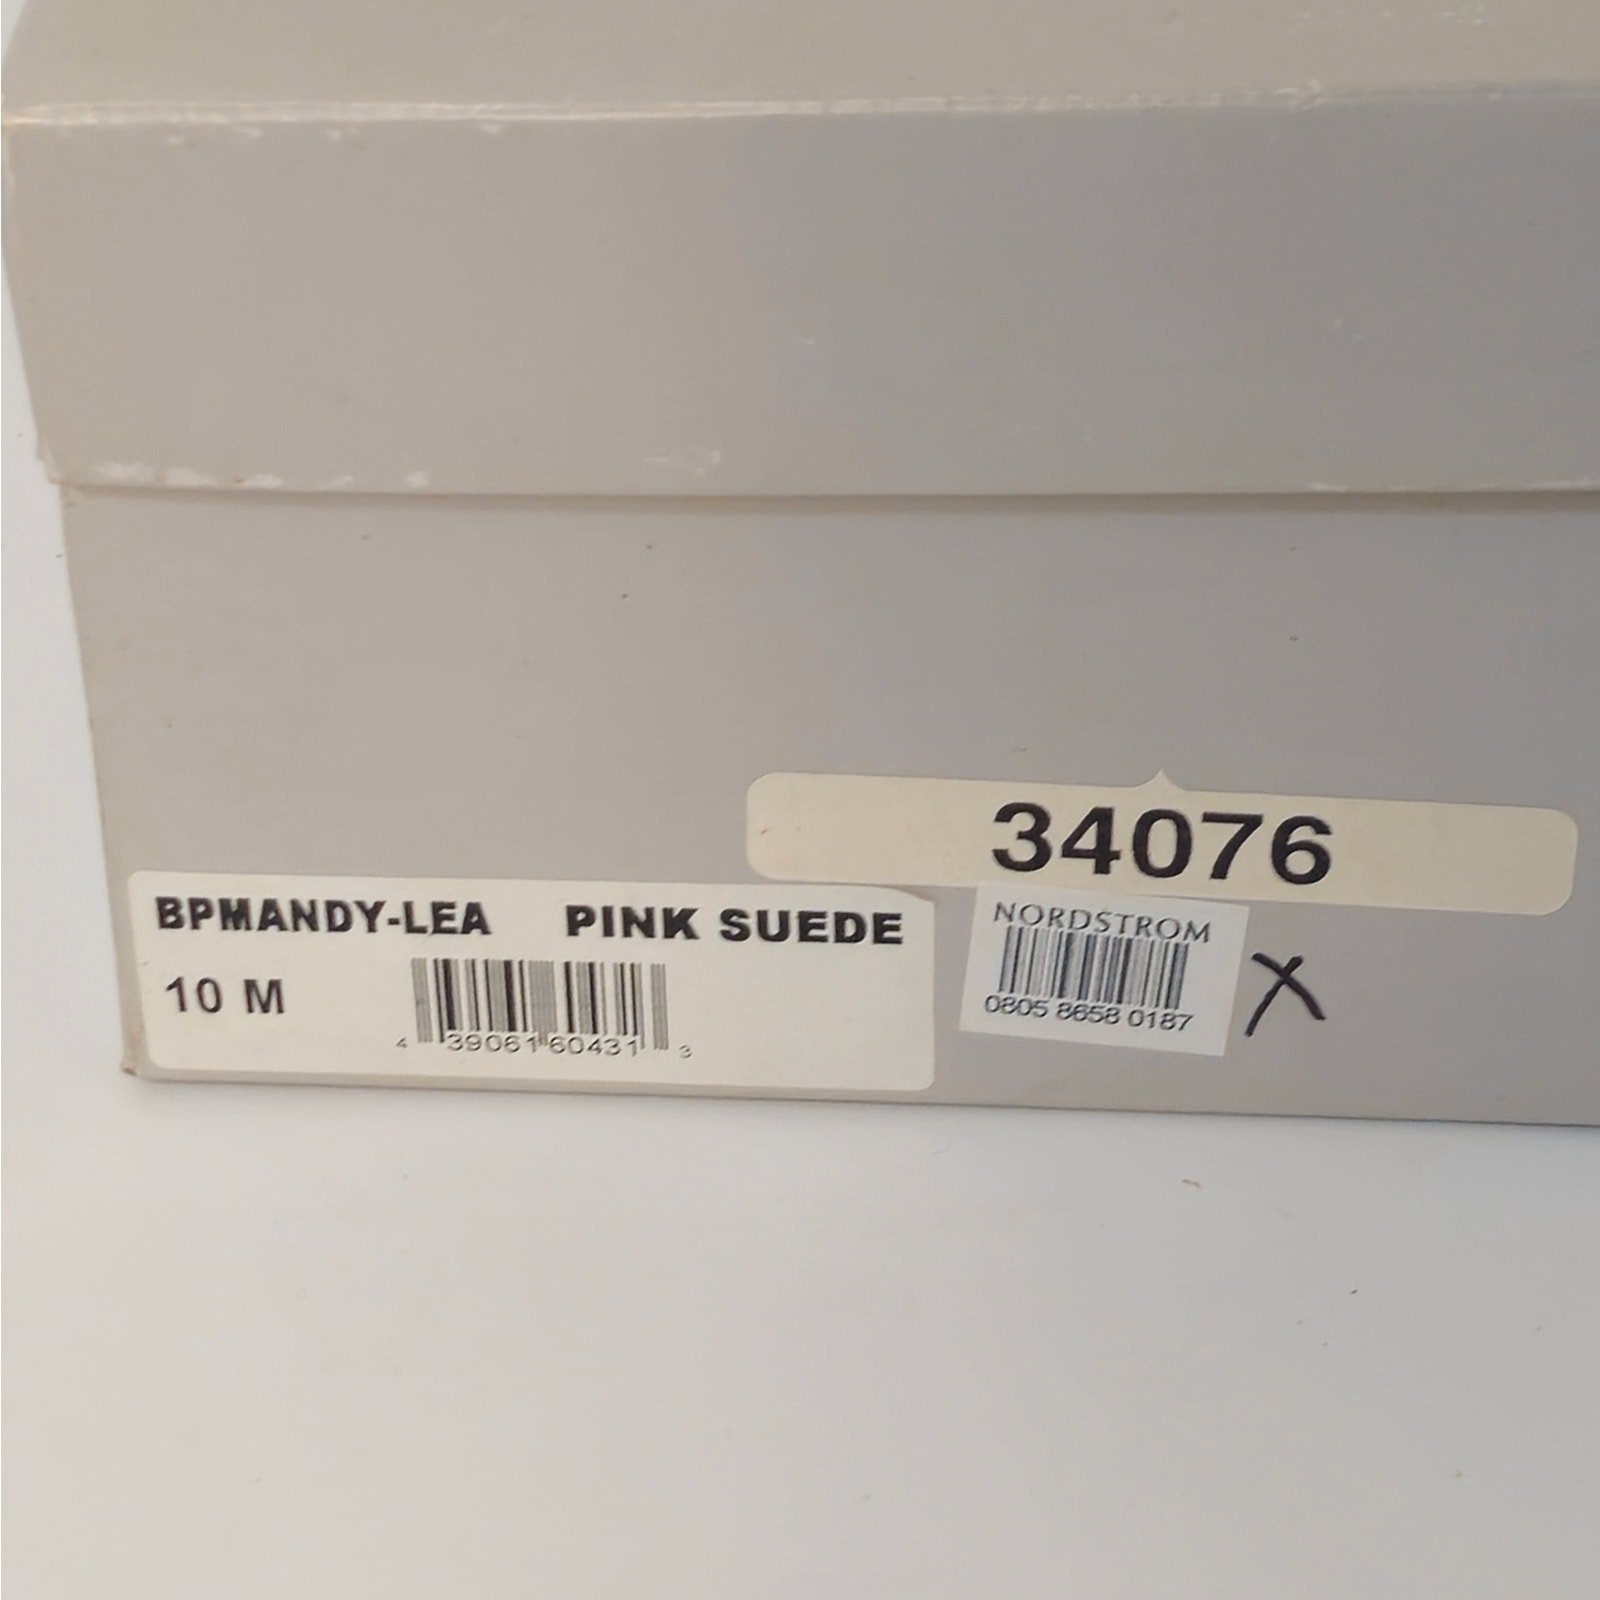 34076
BPMANDY-LEA PINK SUEDE
10 M
4 39061 60431 3
NORDSTROM
0805 8658 0187
X